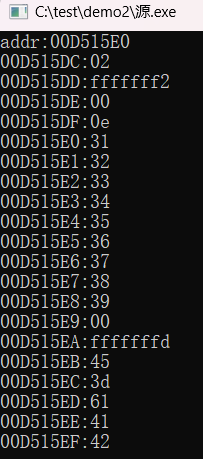 C:\test\demo2\源.exe
addr:00D515E0
00D515DC:02
00D515DD:fffffff2
00D515DE:00
00D515DF:0e
00D515E0:31
00D515E1:32
00D515E2:33
00D515E3:34
00D515E4:35
00D515E5:36
00D515E6:37
00D515E7:38
00D515E8:39
00D515E9:00
00D515EA:fffffffd
00D515EB:45
00D515EC:3d
00D515ED:61
00D515EE:41
00D515EF:42